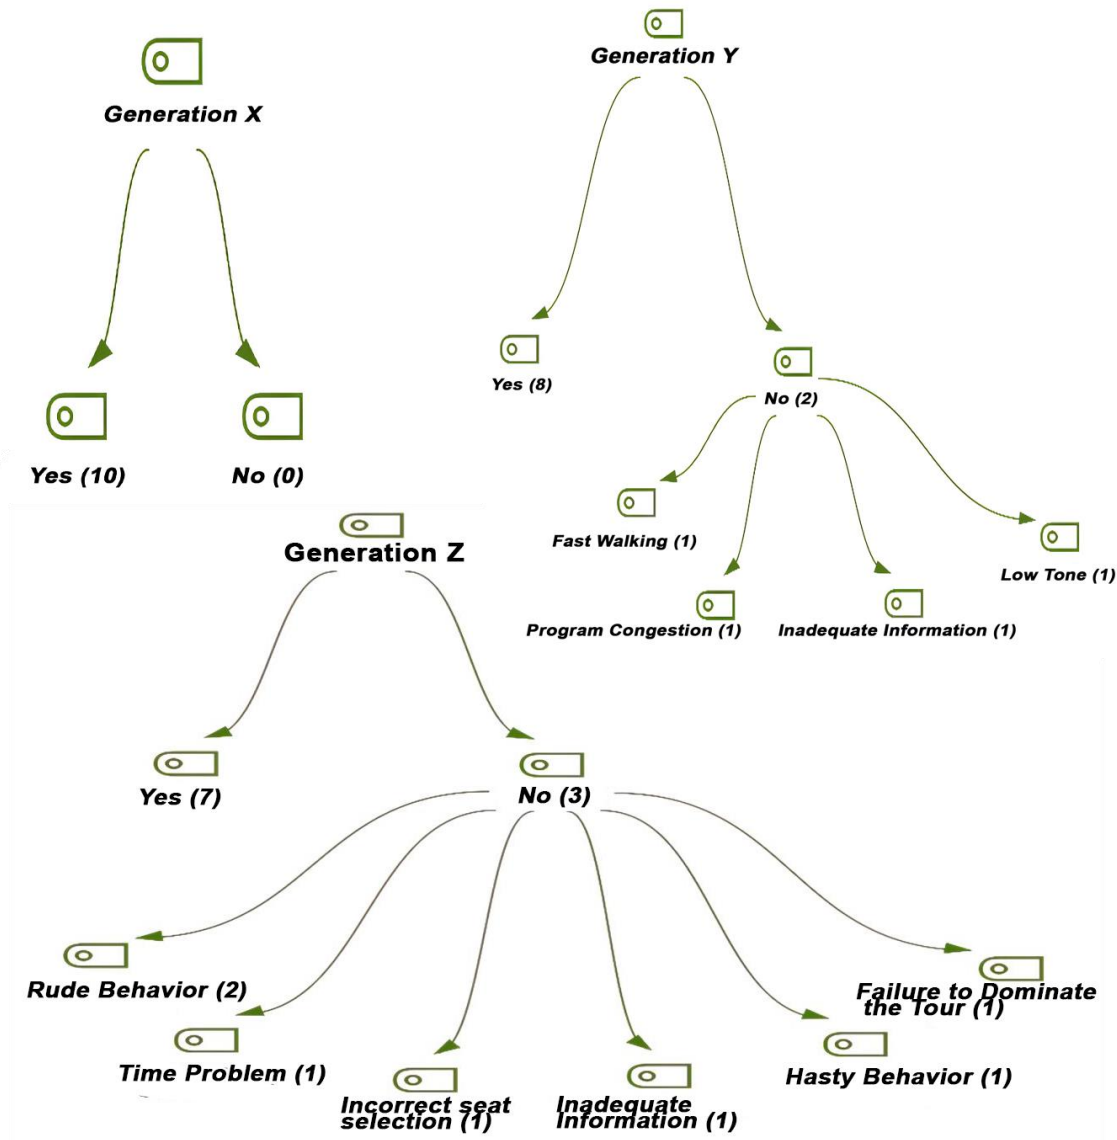 Generation X
Yes (10)
No (0)
Generation Y
Yes (8)
No (2)
Fast Walking (1)
Low Tone (1)
Program Congestion (1)
Inadequate Information (1)
Generation Z
Yes (7)
No (3)
Rude Behavior (2)
Time Problem (1)
Incorrect seat
selection (1)
Inadequate
Information (1)
Hasty Behavior (1)
Failure to Dominate
the Tour (1)